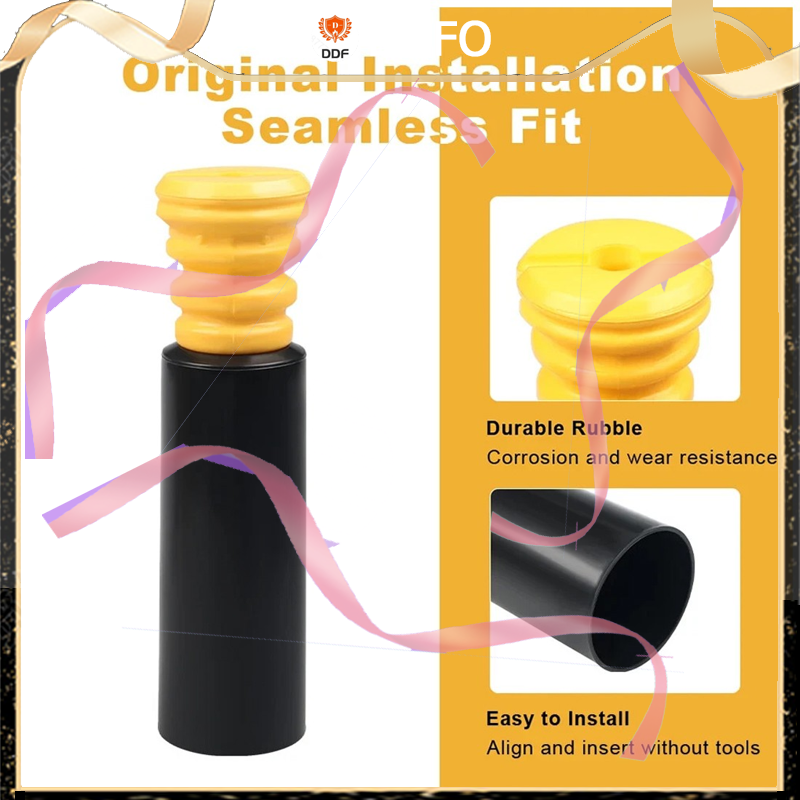 DDF
FO
Original Installation
Seamless Fit
Durable Rubble
Corrosion and wear resistance
Easy to Install
Align and insert without tools